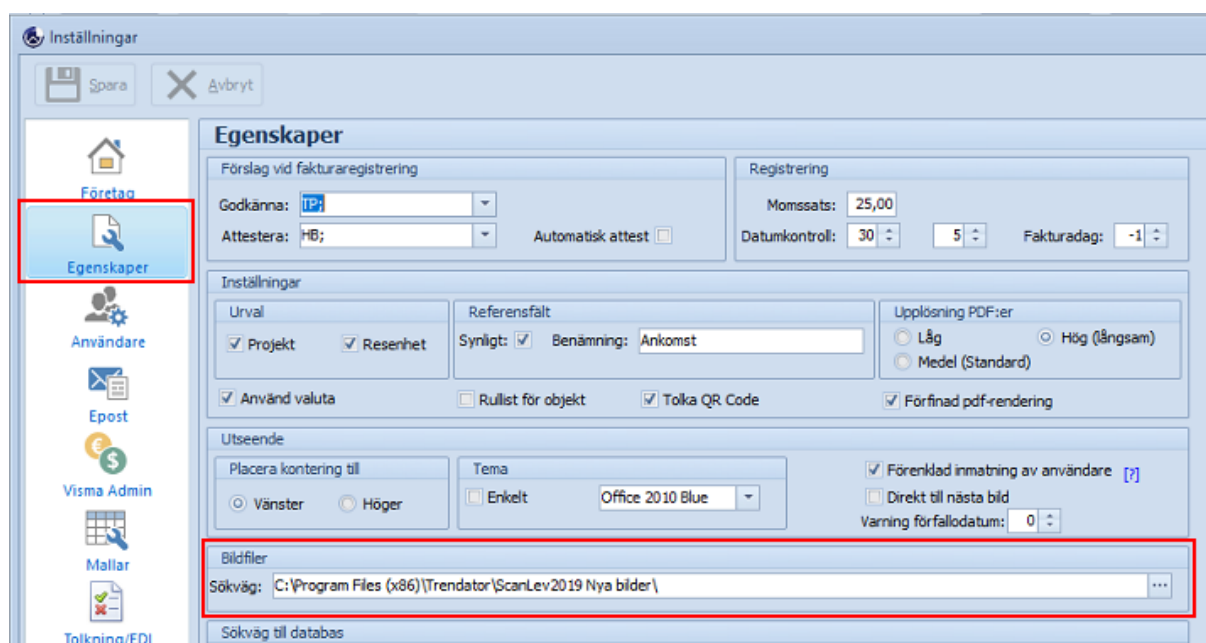 Inställningar
Spara Avbryt
Egenskaper
Företag
Förslag vid fakturaregistrering
Registrering
Godkänna: TP;
Momssats: 25,00
Attestera: HB;
Automatisk attest
Datumkontroll: 30 5 Fakturadag: -1
Egenskaper
Inställningar
Urval
Referensfält
Upplösning PDF:er
Projekt Resenhet
Synligt: Benämning: Ankomst
Låg Hög (långsam)
Medel (Standard)
Användare
Använd valuta
Rullist för objekt
Tolka QR Code
Förfinad pdf-rendering
Epost
Utseende
Placera kontering till
Tema
Förenklad inmatning av användare [?]
Vänster Höger
Enkelt Office 2010 Blue
Direkt till nästa bild
Varning förfallodatum: 0
Visma Admin
Bildfiler
Sökväg: C:\Program Files (x86)\Trendator\ScanLev2019 Nya bilder\ ...
Mallar
Sökväg till databas
Tolkning/EDI